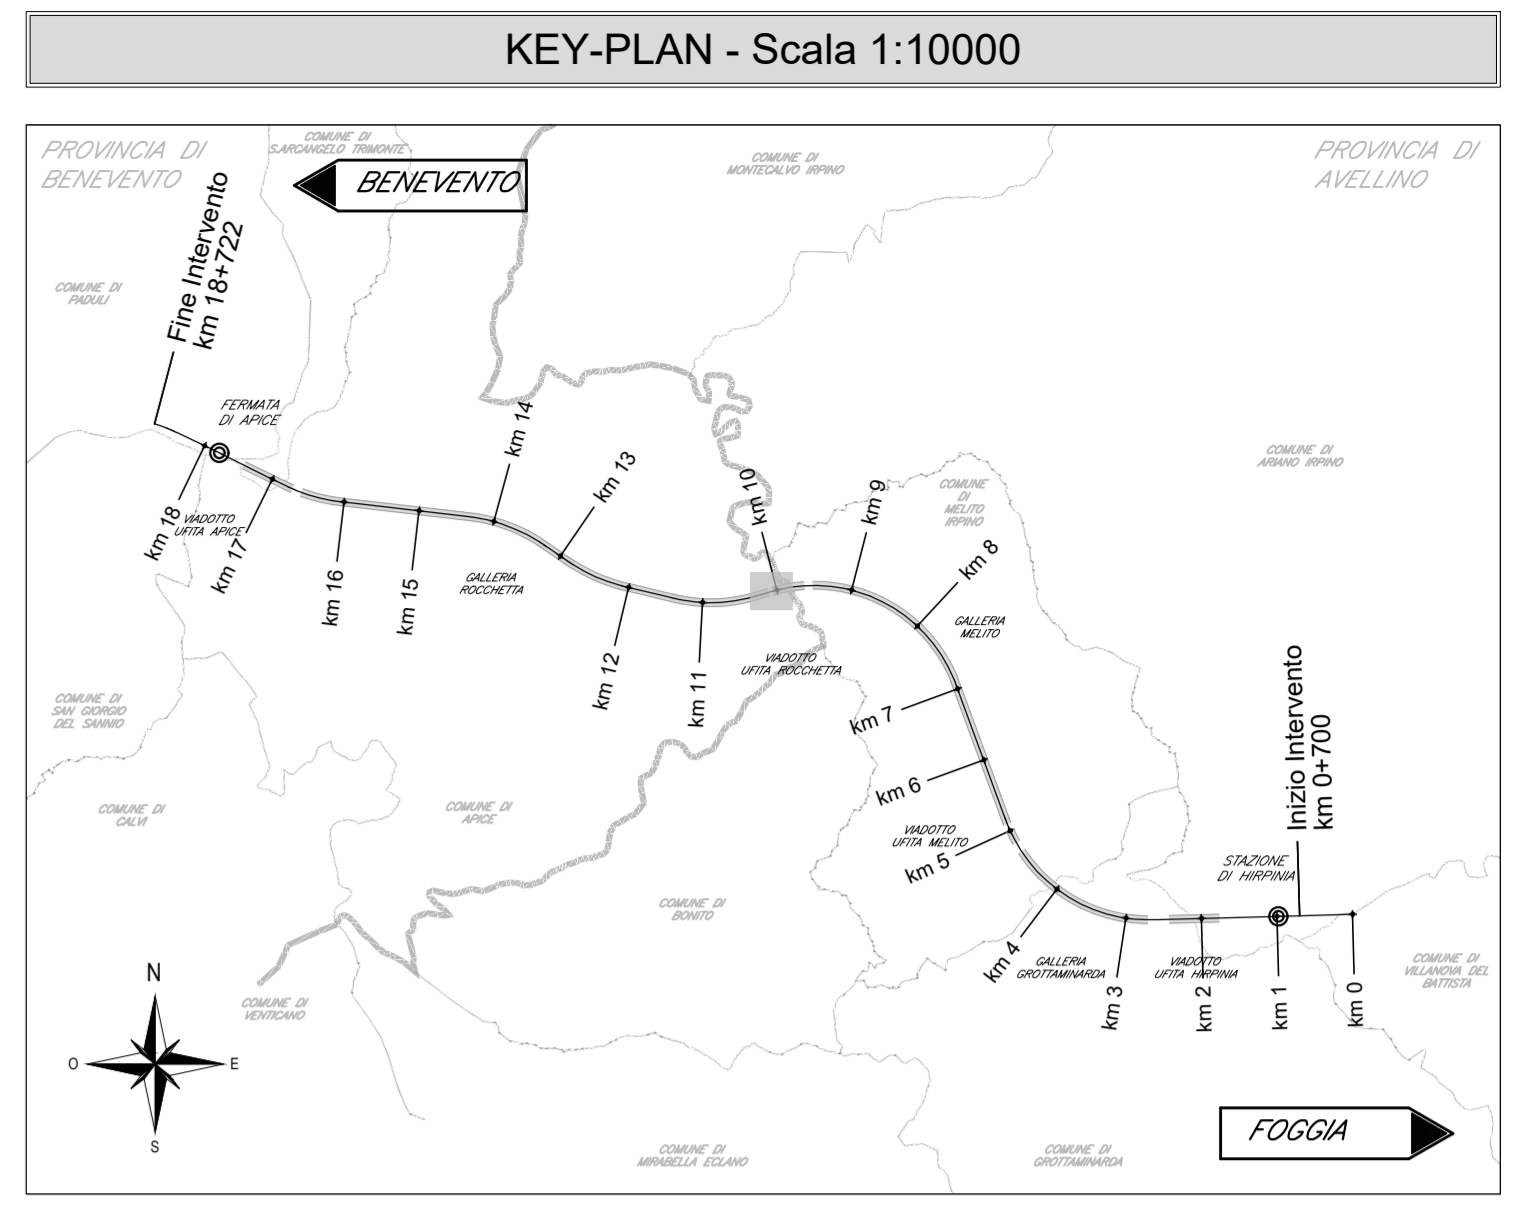 KEY-PLAN - Scala 1:10000
PROVINCIA DI
BENEVENTO
COMUNE DI
S.ARCANGELO TRIMONTE
BENEVENTO
COMUNE DI
MONTECALVO IRPINO
PROVINCIA DI
AVELLINO
Fine Intervento
km 18+722
COMUNE DI
PADULI
FERMATA
DI APICE
km 18
VIADOTTO
UFITA APICE
km 17
km 16
km 15
km 14
GALLERIA
ROCCHETTA
km 13
km 12
km 11
km 10
VIADOTTO
UFITA ROCCHETTA
km 9
COMUNE
DI
MELITO
IRPINO
COMUNE DI
ARIANO IRPINO
km 8
GALLERIA
MELITO
km 7
km 6
VIADOTTO
UFITA MELITO
km 5
Inizio Intervento
km 0+700
STAZIONE
DI HIRPINIA
COMUNE DI
SAN GIORGIO
DEL SANNIO
COMUNE DI
CALVI
COMUNE DI
APICE
COMUNE DI
BONITO
km 4
GALLERIA
GROTTAMINARDA
km 3
VIADOTTO
UFITA HIRPINIA
km 2
km 1
km 0
COMUNE DI
VILLANOVA DEL
BATTISTA
COMUNE DI
VENTICANO
N
O
E
S
FOGGIA
COMUNE DI
MIRABELLA ECLANO
COMUNE DI
GROTTAMINARDA